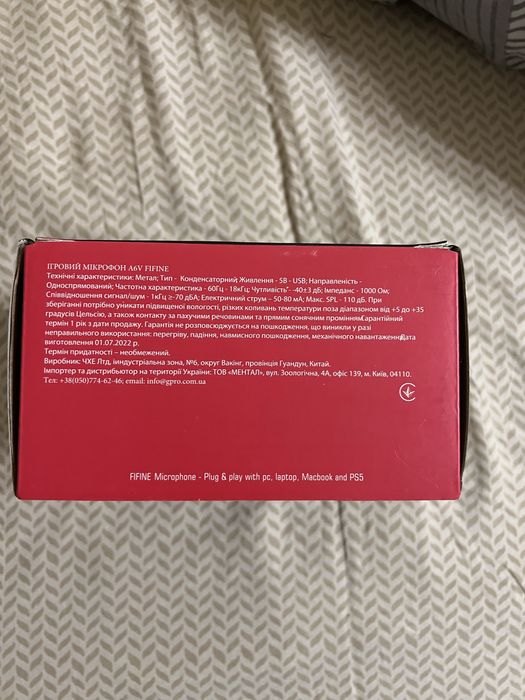 ІГРОВИЙ МІКРОФОН A6V FIFINE
Технічні характеристики: Метал; Тип - Конденсаторний; Живлення - 5В - USB; Направленість -
Односпрямований; Частотна характеристика - 60Гц - 18кГц; Чутливість"- -40±3 дб; Імпеданс - 1000 Ом;
Співвідношення сигнал/шум - 1кГц ≥-70 дБА; Електричний струм – 50-80 мА; Макс. SPL - 110 дБ. При
зберіганні потрібно уникати підвищеної вологості, різких коливань температури поза діапазоном від +5 до +35
градусів Цельсію, а також контакту за пахучими речовинами та прямим сонячним промінням.Гарантійний
термін 1 рік з дати продажу. Гарантія не розповсюджується на пошкодження, що виникли у разі
неправильного використання: перегріву, падіння, навмисного пошкодження, механічного навантаження.Дата
виготовлення 01.07.2022 р.
Термін придатності – необмежений.
Виробник: ЧХЕ Лтд, індустріальна зона, №6, округ Вакінг, провінція Гуандун, Китай.
Імпортер та дистрибьютор на території України: ТОВ «МЕНТАЛ», вул. Зоологічна, 4А, офіс 139, м. Київ, 04110.
Тел: +38(050)774-62-46; email: info@gpro.com.ua
FIFINE Microphone - Plug & play with pc, laptop, Macbook and PS5